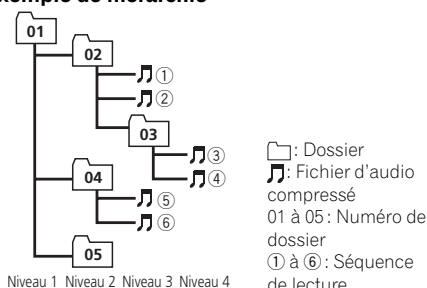 exemple de hiérarchie
01
02
①
②
03
③
④
04
⑤
⑥
05
Niveau 1 Niveau 2 Niveau 3 Niveau 4
: Dossier
: Fichier d'audio
compressé
01 à 05 : Numéro de
dossier
① à ⑥ : Séquence
de lecture